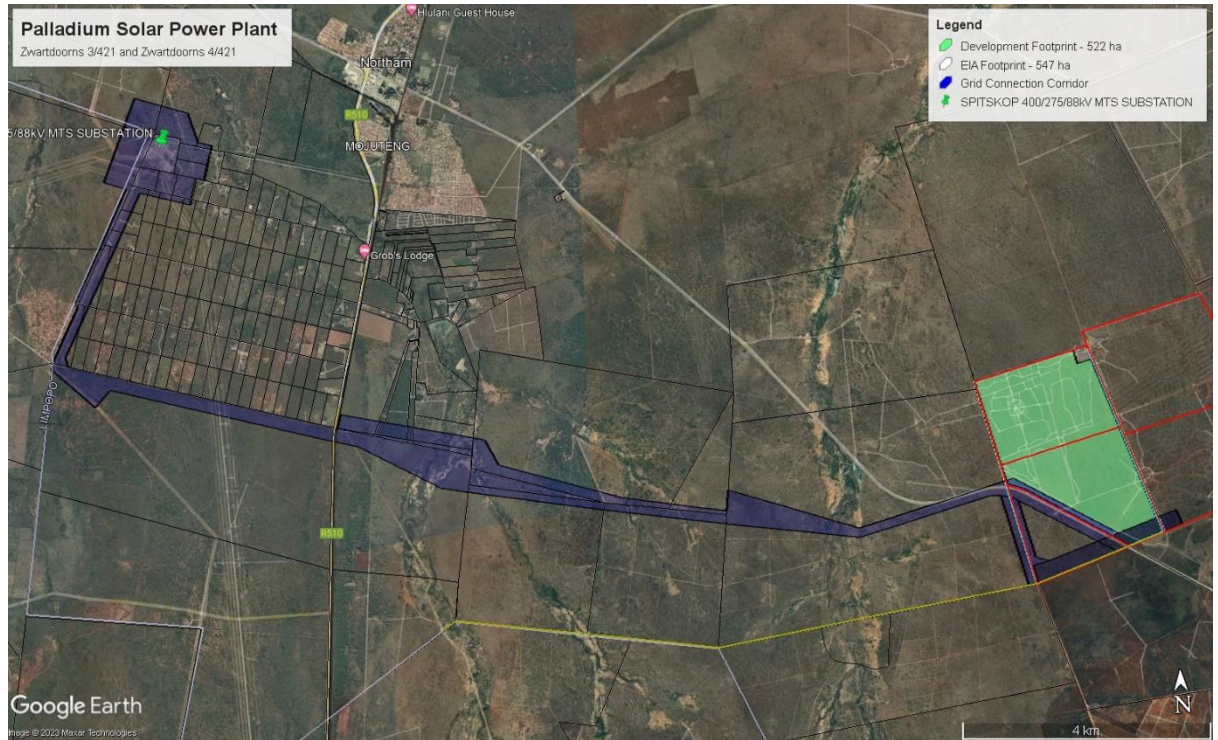 Palladium Solar Power Plant
Zwartdoorns 3/421 and Zwartdoorns 4/421
Legend
Development Footprint - 522 ha
EIA Footprint - 547 ha
Grid Connection Corridor
SPITSKOP 400/275/88kV MTS SUBSTATION
Hlulani Guest House
Northam
R510
5/88kV MTS SUBSTATION
MOJUTENG
Grob's Lodge
LIMPOPO
R510
Google Earth
Image © 2023 Maxar Technologies
N
4 km